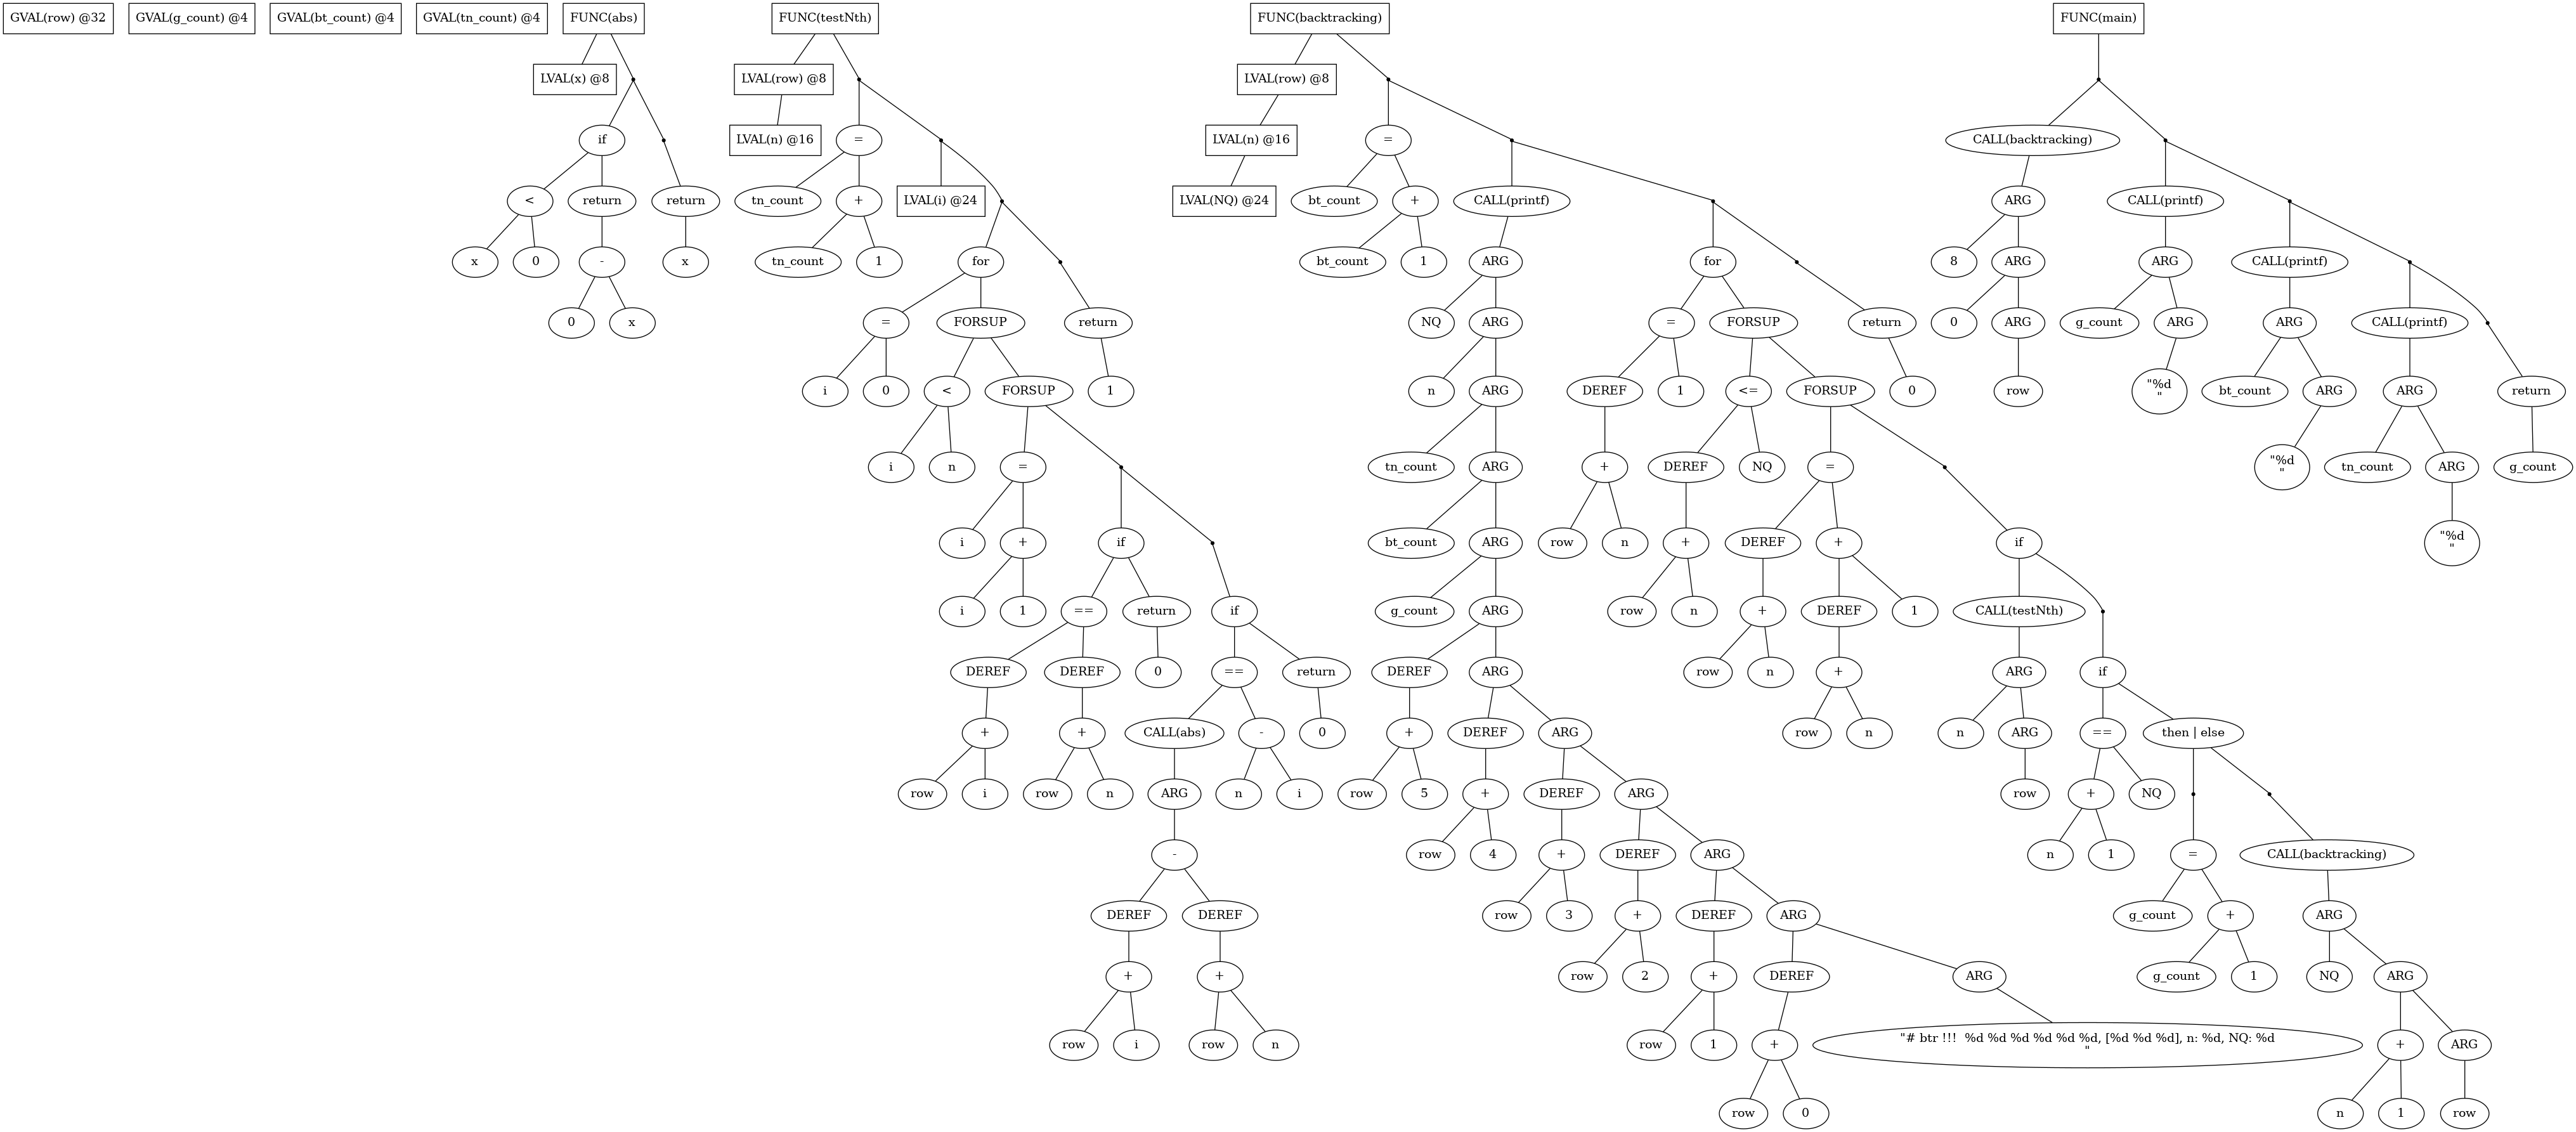 GVAL(row) @32
GVAL(g_count) @4
GVAL(bt_count) @4
GVAL(tn_count) @4
FUNC(abs)
FUNC(testNth)
FUNC(backtracking)
FUNC(main)
LVAL(x) @8
LVAL(row) @8
LVAL(row) @8
if
LVAL(n) @16
=
LVAL(n) @16
=
CALL(backtracking)
<
return
return
tn_count
+
LVAL(i) @24
LVAL(NQ) @24
bt_count
+
CALL(printf)
ARG
CALL(printf)
x
0
-
x
tn_count
1
for
bt_count
1
ARG
for
8
ARG
ARG
CALL(printf)
0
x
=
FORSUP
return
NQ
ARG
=
FORSUP
return
0
ARG
g_count
ARG
ARG
CALL(printf)
i
0
<
FORSUP
1
n
ARG
DEREF
1
<=
FORSUP
0
row
"%d
"
bt_count
ARG
ARG
return
i
n
=
tn_count
ARG
+
DEREF
NQ
=
"%d
"
tn_count
ARG
g_count
i
+
if
bt_count
ARG
row
n
+
DEREF
+
if
"%d
"
i
1
==
return
if
g_count
ARG
row
n
+
DEREF
1
CALL(testNth)
DEREF
DEREF
0
==
return
DEREF
ARG
row
n
+
ARG
if
+
+
CALL(abs)
-
0
+
DEREF
ARG
row
n
n
ARG
==
then | else
row
i
row
n
ARG
n
i
row
5
+
DEREF
ARG
row
+
NQ
-
row
4
+
DEREF
ARG
n
1
=
CALL(backtracking)
DEREF
DEREF
row
3
+
DEREF
ARG
g_count
+
ARG
+
+
row
2
+
DEREF
ARG
g_count
1
NQ
ARG
row
i
row
n
row
1
+
"# btr !!!  %d %d %d %d %d %d, [%d %d %d], n: %d, NQ: %d
"
+
ARG
row
0
n
1
row